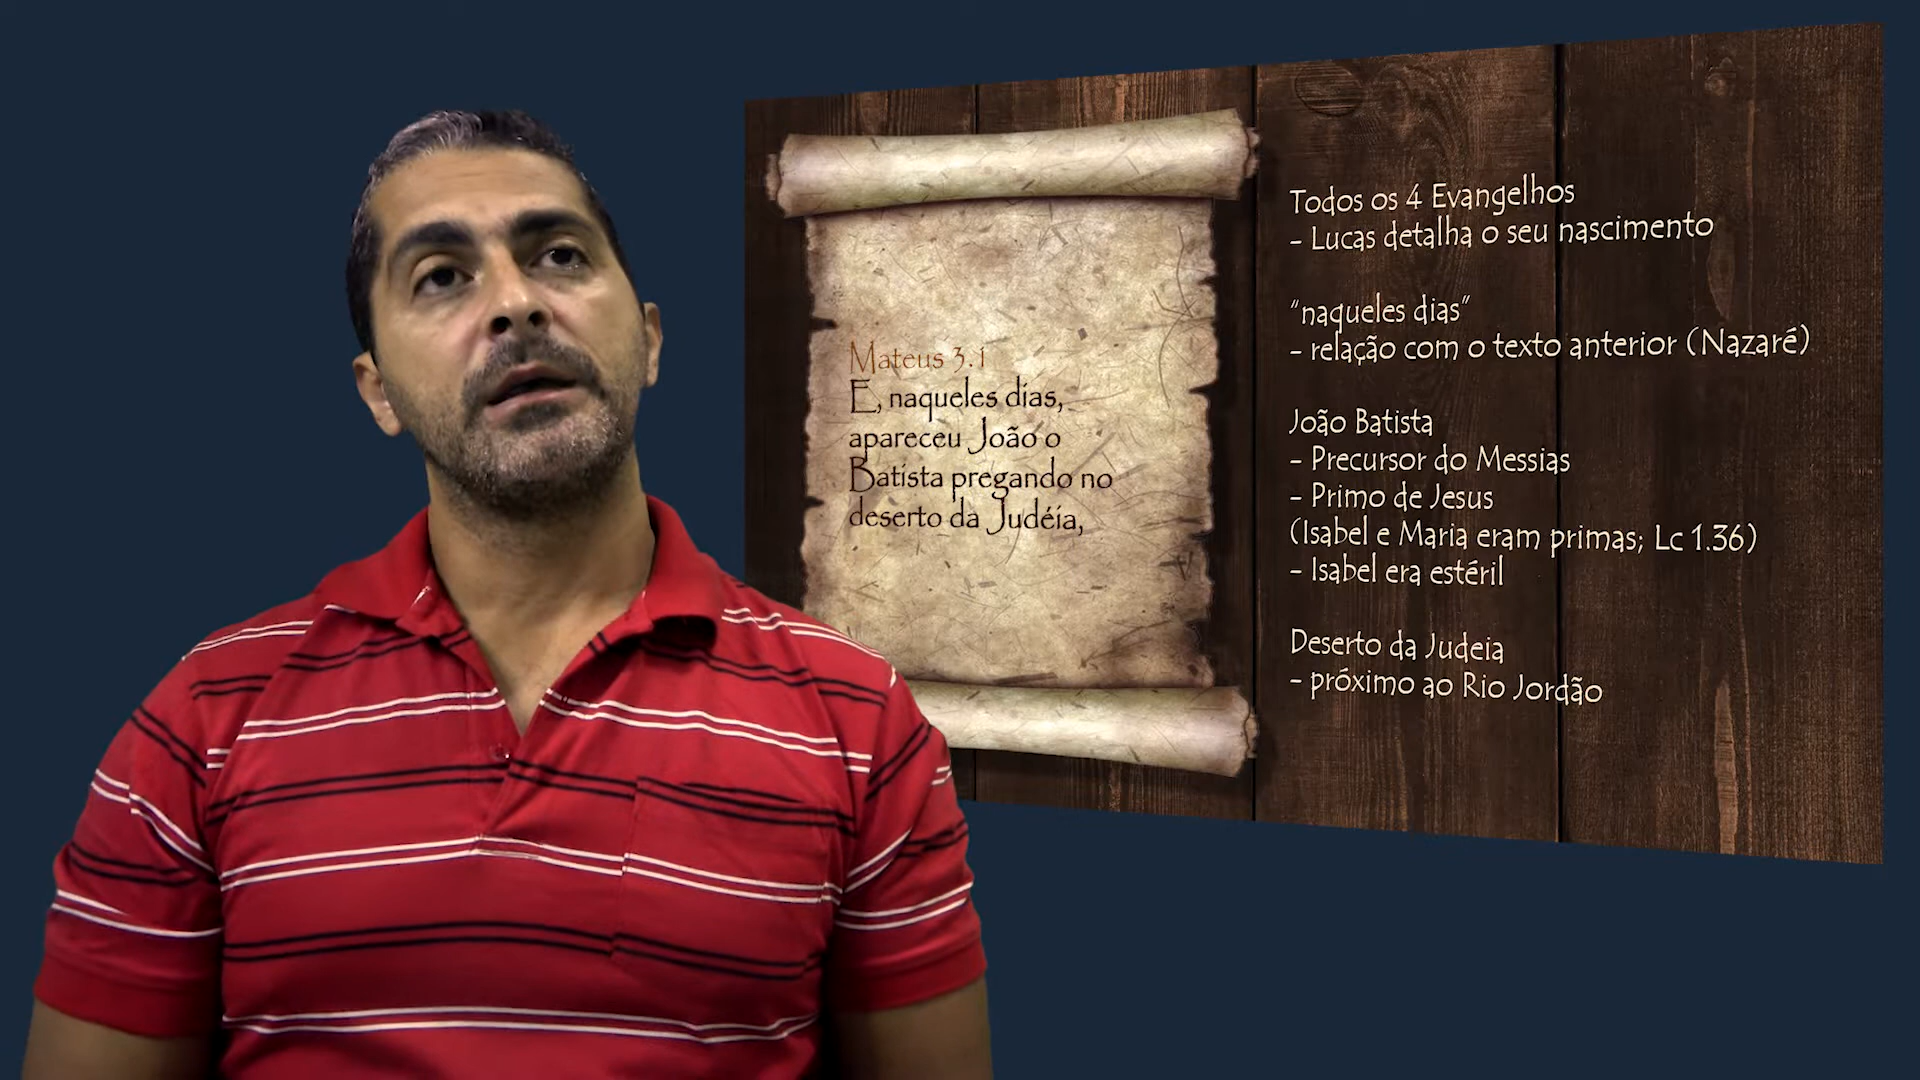 Mateus 3.1
E, naqueles dias,
apareceu João o
Batista pregando no
deserto da Judéia,
Todos os 4 Evangelhos
- Lucas detalha o seu nascimento
“naqueles dias”
- relação com o texto anterior (Nazaré)
João Batista
- Precursor do Messias
- Primo de Jesus
(Isabel e Maria eram primas; Lc 1.36)
- Isabel era estéril
Deserto da Judeia
- próximo ao Rio Jordão